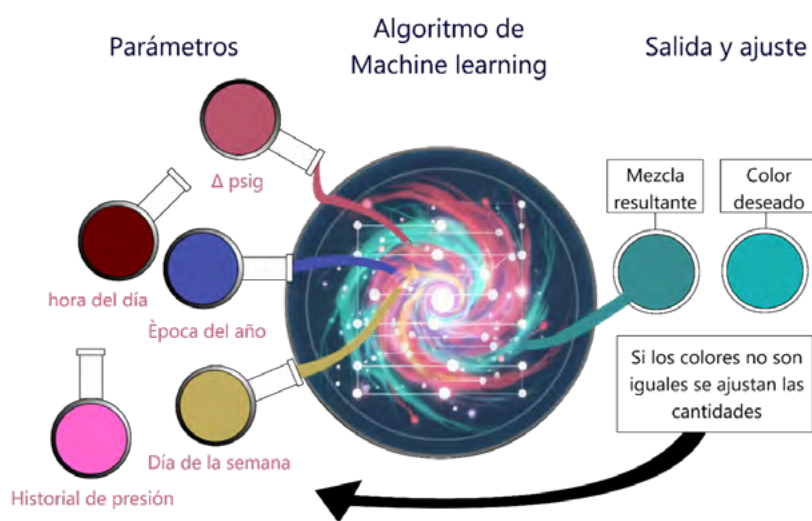 Parámetros
Algoritmo de
Machine learning
Salida y ajuste
Δ psig
hora del día
Època del año
Día de la semana
Historial de presión
Mezcla
resultante
Color
deseado
Si los colores no son
iguales se ajustan las
cantidades